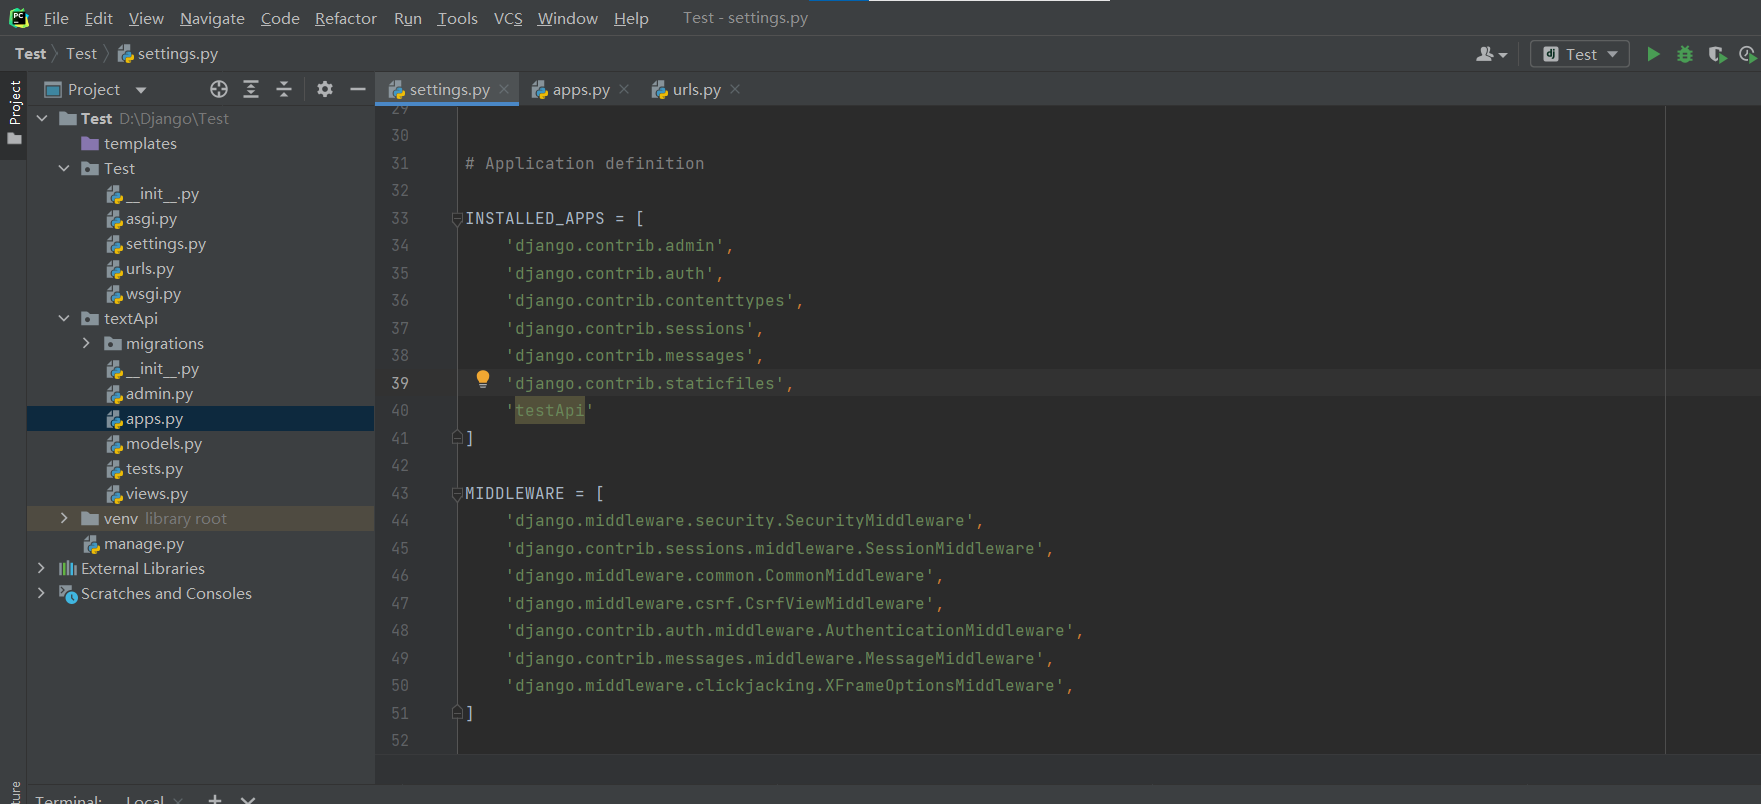 PC File Edit View Navigate Code Refactor Run Tools VCS Window Help Test - settings.py
Test Test settings.py dj Test
Project Project settings.py apps.py urls.py
Test D:\Django\Test
templates
Test
__init__.py
asgi.py
settings.py
urls.py
wsgi.py
textApi
migrations
__init__.py
admin.py
apps.py
models.py
tests.py
views.py
venv library root
manage.py
External Libraries
Scratches and Consoles
29
30
31 # Application definition
32
33 INSTALLED_APPS = [
34 'django.contrib.admin',
35 'django.contrib.auth',
36 'django.contrib.contenttypes',
37 'django.contrib.sessions',
38 'django.contrib.messages',
39 'django.contrib.staticfiles',
40 'testApi'
41 ]
42
43 MIDDLEWARE = [
44 'django.middleware.security.SecurityMiddleware',
45 'django.contrib.sessions.middleware.SessionMiddleware',
46 'django.middleware.common.CommonMiddleware',
47 'django.middleware.csrf.CsrfViewMiddleware',
48 'django.contrib.auth.middleware.AuthenticationMiddleware',
49 'django.contrib.messages.middleware.MessageMiddleware',
50 'django.middleware.clickjacking.XFrameOptionsMiddleware',
51 ]
52
Terminal: Local